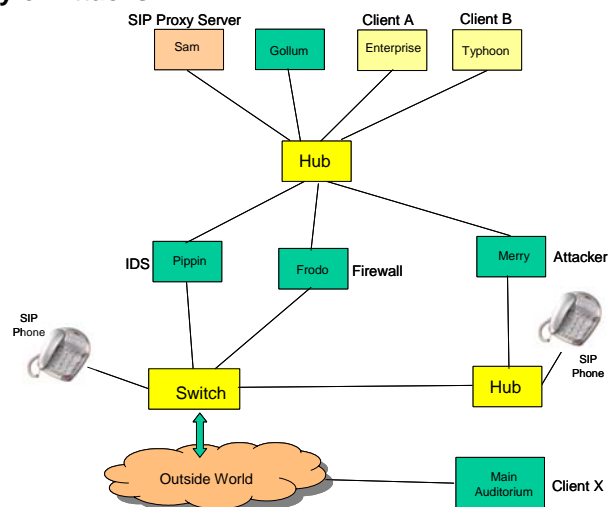 SIP Proxy Server
Client A
Client B
Sam
Gollum
Enterprise
Typhoon
Hub
IDS
Pippin
Frodo
Firewall
Merry
Attacker
SIP
Phone
SIP
Phone
Switch
Hub
Outside World
Main
Auditorium
Client X